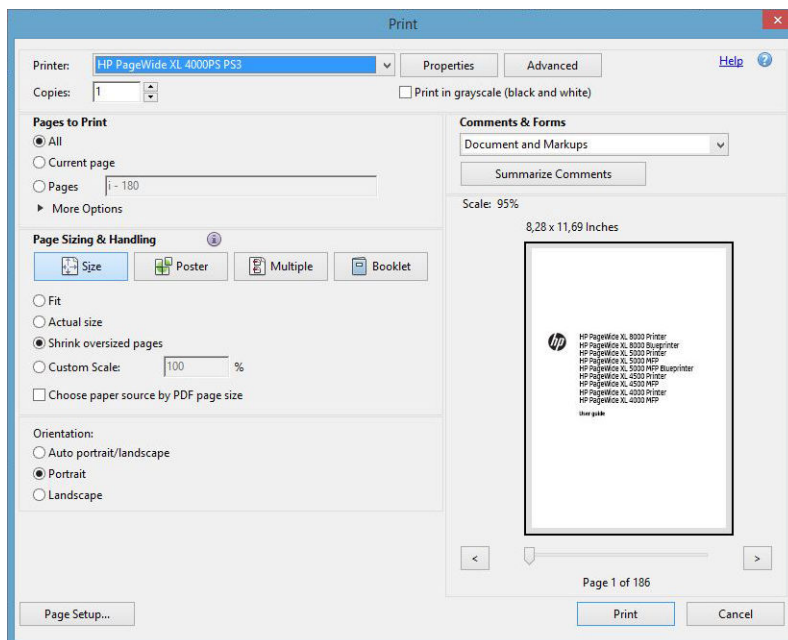 Print
Printer: HP PageWide XL 4000PS PS3 Properties Advanced Help
Copies: 1 Print in grayscale (black and white)
Pages to Print
All
Current page
Pages i - 180
More Options
Page Sizing & Handling
Size Poster Multiple Booklet
Fit
Actual size
Shrink oversized pages
Custom Scale: 100 %
Choose paper source by PDF page size
Orientation:
Auto portrait/landscape
Portrait
Landscape
Comments & Forms
Document and Markups
Summarize Comments
Scale: 95%
8,28 x 11,69 Inches
hp
HP PageWide XL 8000 Printer
HP PageWide XL 8000 Blueprinter
HP PageWide XL 5000 Printer
HP PageWide XL 5000 MFP
HP PageWide XL 5000 MFP Blueprinter
HP PageWide XL 4500 Printer
HP PageWide XL 4500 MFP
HP PageWide XL 4000 Printer
HP PageWide XL 4000 MFP
User guide
< >
Page 1 of 186
Page Setup... Print Cancel